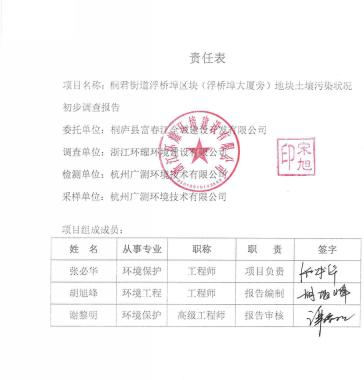 责任表
项目名称：桐君街道浮桥埠区块（浮桥埠大厦旁）地块土壤污染状况
初步调查报告
委托单位：桐庐县富春江 城建设开发有限公司
调查单位：浙江环耀环境建设有限公司
宋旭
印
检测单位：杭州广测环境技术有限公司
采样单位：杭州广测环境技术有限公司
项目组成成员：
姓 名 从事专业 职称 职 责 签字
张必华 环境保护 工程师 项目负责
胡旭峰 环境工程 工程师 报告编制 胡旭峰
谢黎明 环境保护 高级工程师 报告审核